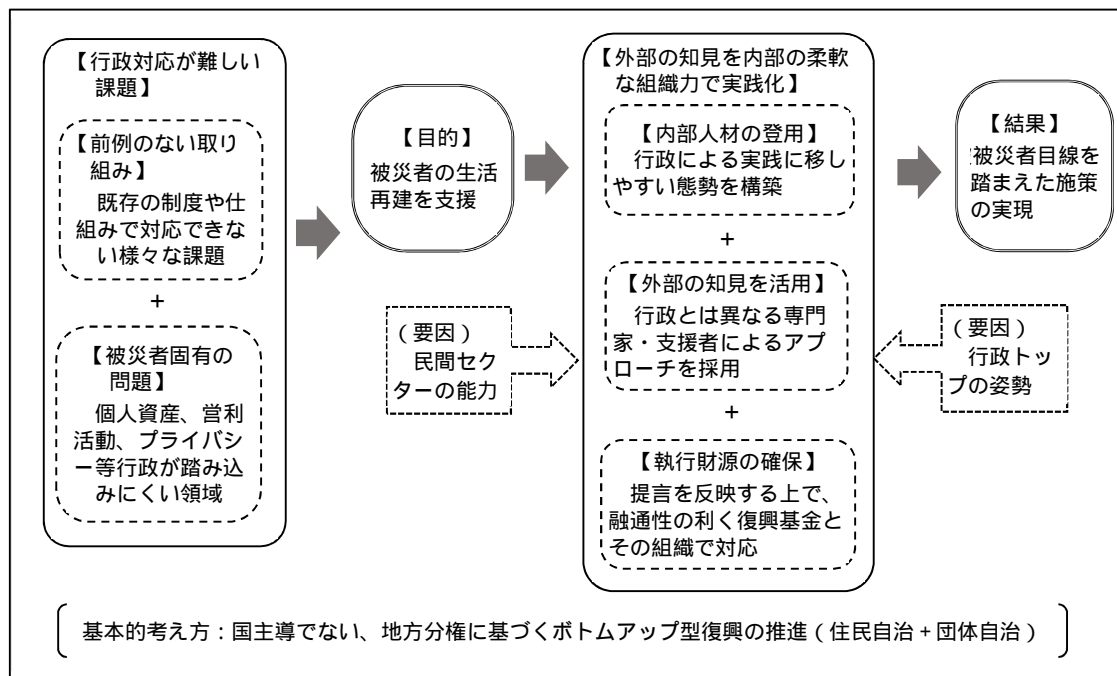 【行政対応が難しい
課題】
【前例のない取り
組み】
既存の制度や仕
組みで対応できな
い様々な課題
+
【被災者固有の
問題】
個人資産、営利
活動、プライバシ
ー等行政が踏み込
みにくい領域
【目的】
被災者の生活
再建を支援
(要因)
民間セク
ターの能力
【外部の知見を内部の柔軟
な組織力で実践化】
【内部人材の登用】
行政による実践に移し
やすい態勢を構築
+
【外部の知見を活用】
行政とは異なる専門
家・支援者によるアプ
ローチを採用
+
【執行財源の確保】
提言を反映する上で、
融通性の利く復興基金と
その組織で対応
【結果】
被災者目線を
踏まえた施策
の実現
(要因)
行政トッ
プの姿勢
基本的考え方:国主導でない、地方分権に基づくボトムアップ型復興の推進(住民自治+団体自治)